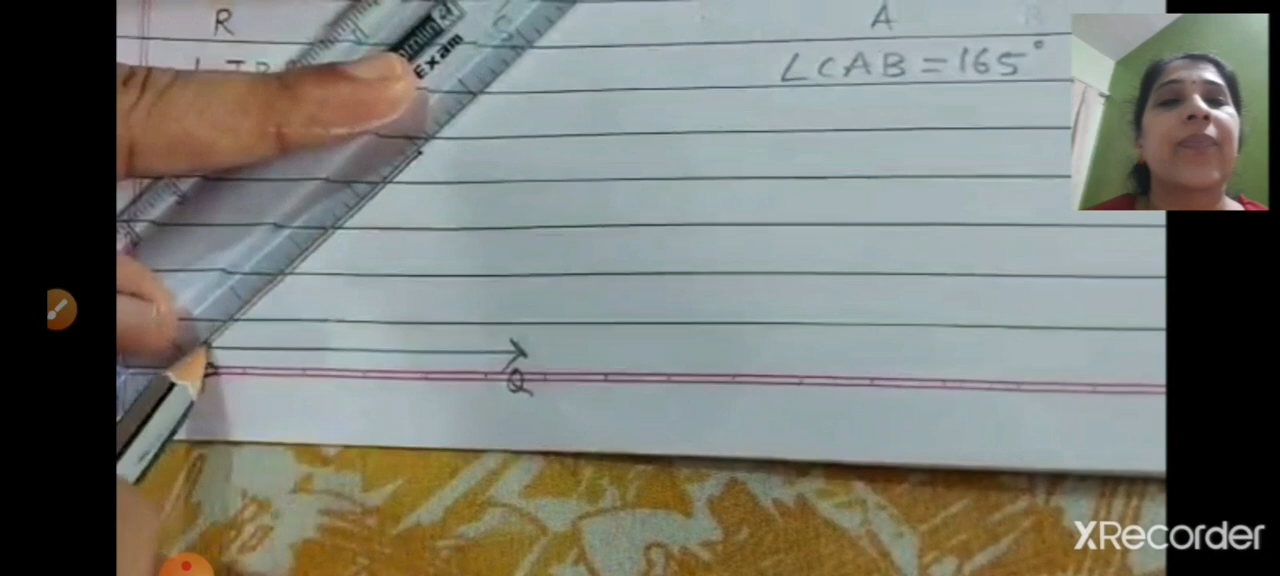 R
A
∠CAB = 165°
Exam
Q
XRecorder